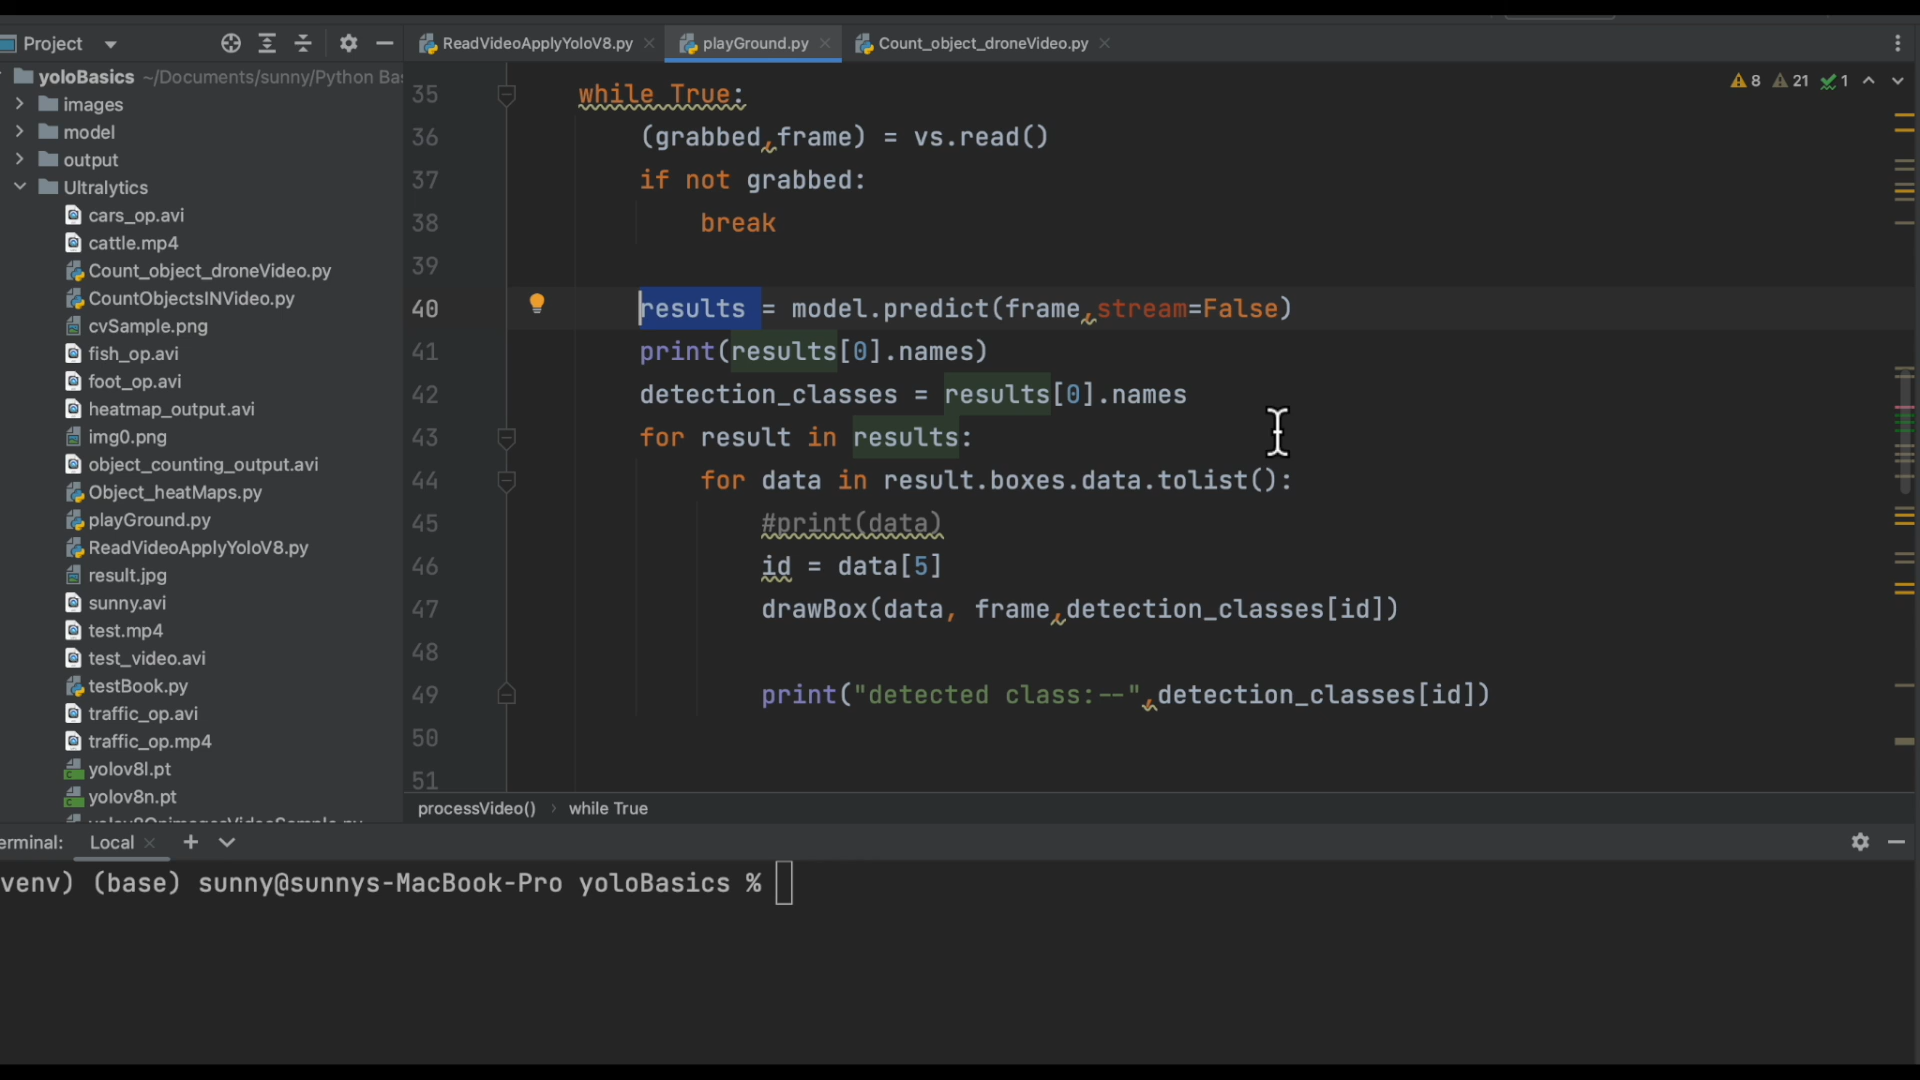 Project
ReadVideoApplyYoloV8.py
playGround.py
Count_object_droneVideo.py
yoloBasics ~/Documents/sunny/Python Ba
images
model
output
Ultralytics
cars_op.avi
cattle.mp4
Count_object_droneVideo.py
CountObjectsINVideo.py
cvSample.png
fish_op.avi
foot_op.avi
heatmap_output.avi
img0.png
object_counting_output.avi
Object_heatMaps.py
playGround.py
ReadVideoApplyYoloV8.py
result.jpg
sunny.avi
test.mp4
test_video.avi
testBook.py
traffic_op.avi
traffic_op.mp4
yolov8l.pt
yolov8n.pt
8 21 1
35 while True:
36 (grabbed,frame) = vs.read()
37 if not grabbed:
38 break
39
40 results = model.predict(frame,stream=False)
41 print(results[0].names)
42 detection_classes = results[0].names
43 for result in results:
44 for data in result.boxes.data.tolist():
45 #print(data)
46 id = data[5]
47 drawBox(data, frame,detection_classes[id])
48
49 print("detected class:--",detection_classes[id])
50
51
processVideo() › while True
erminal: Local
venv) (base) sunny@sunnys-MacBook-Pro yoloBasics %